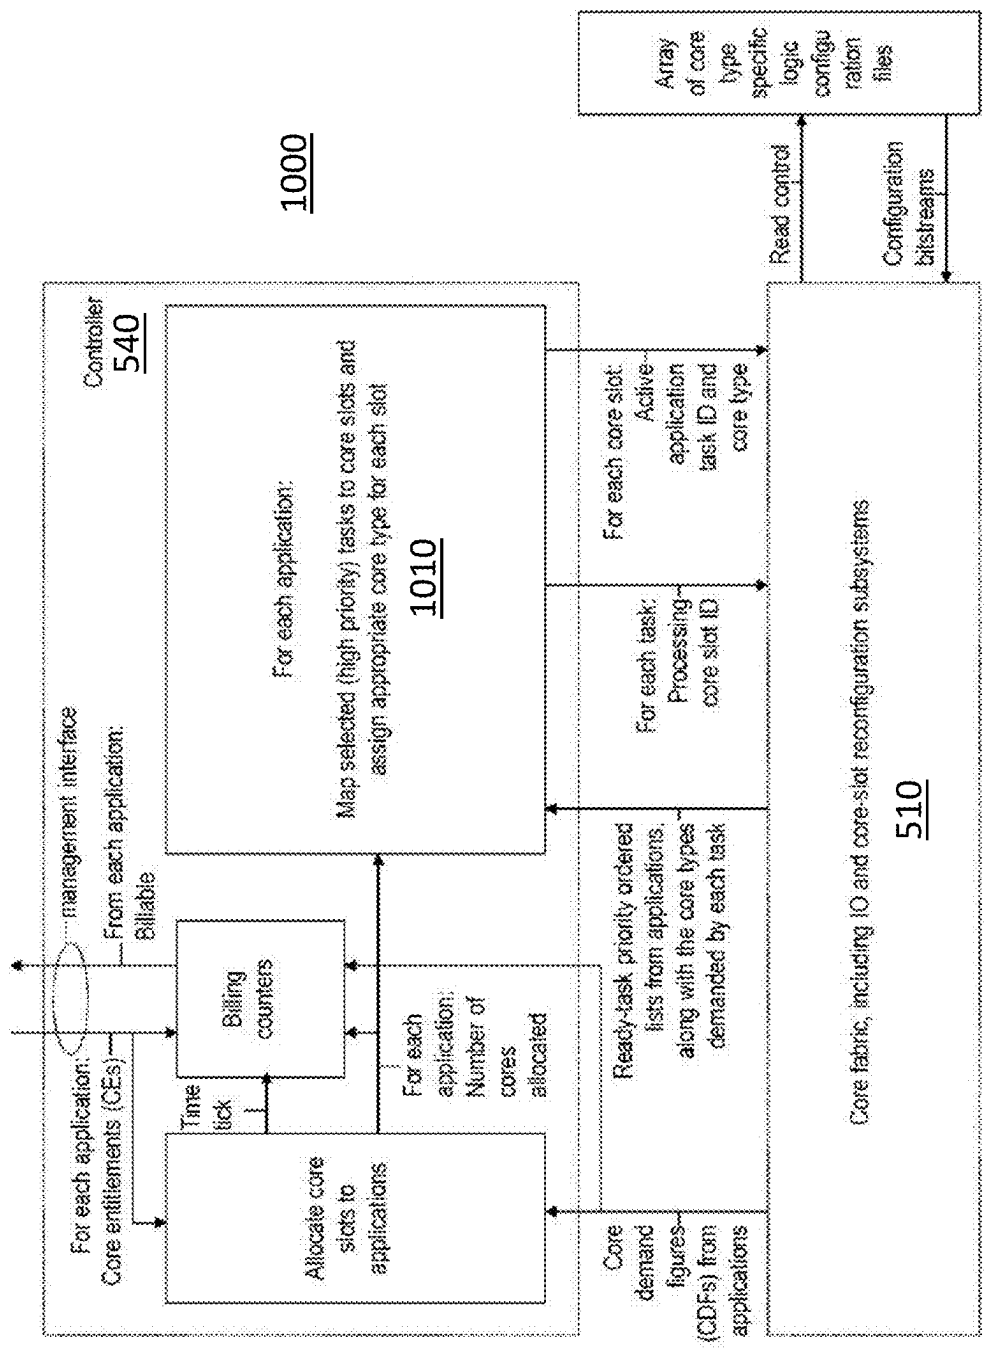 1000
Controller
540
management interface
For each application:
Core entitlements (CEs)
From each application:
Billable
Allocate core
slots to
applications
Time
tick
Billing
counters
For each
application:
Number of
cores
allocated
For each application:
Map selected (high priority) tasks to core slots and
assign appropriate core type for each slot
1010
Core
demand
figures
(CDFs) from
applications
Ready-task priority ordered
lists from applications,
along with the core types
demanded by each task
For each task:
Processing
core slot ID
For each core slot:
Active
application
task ID and
core type
Core fabric, including IO and core-slot reconfiguration subsystems
510
Read control
Configuration
bitstreams
Array
of core
type
specific
logic
configu
ration
files